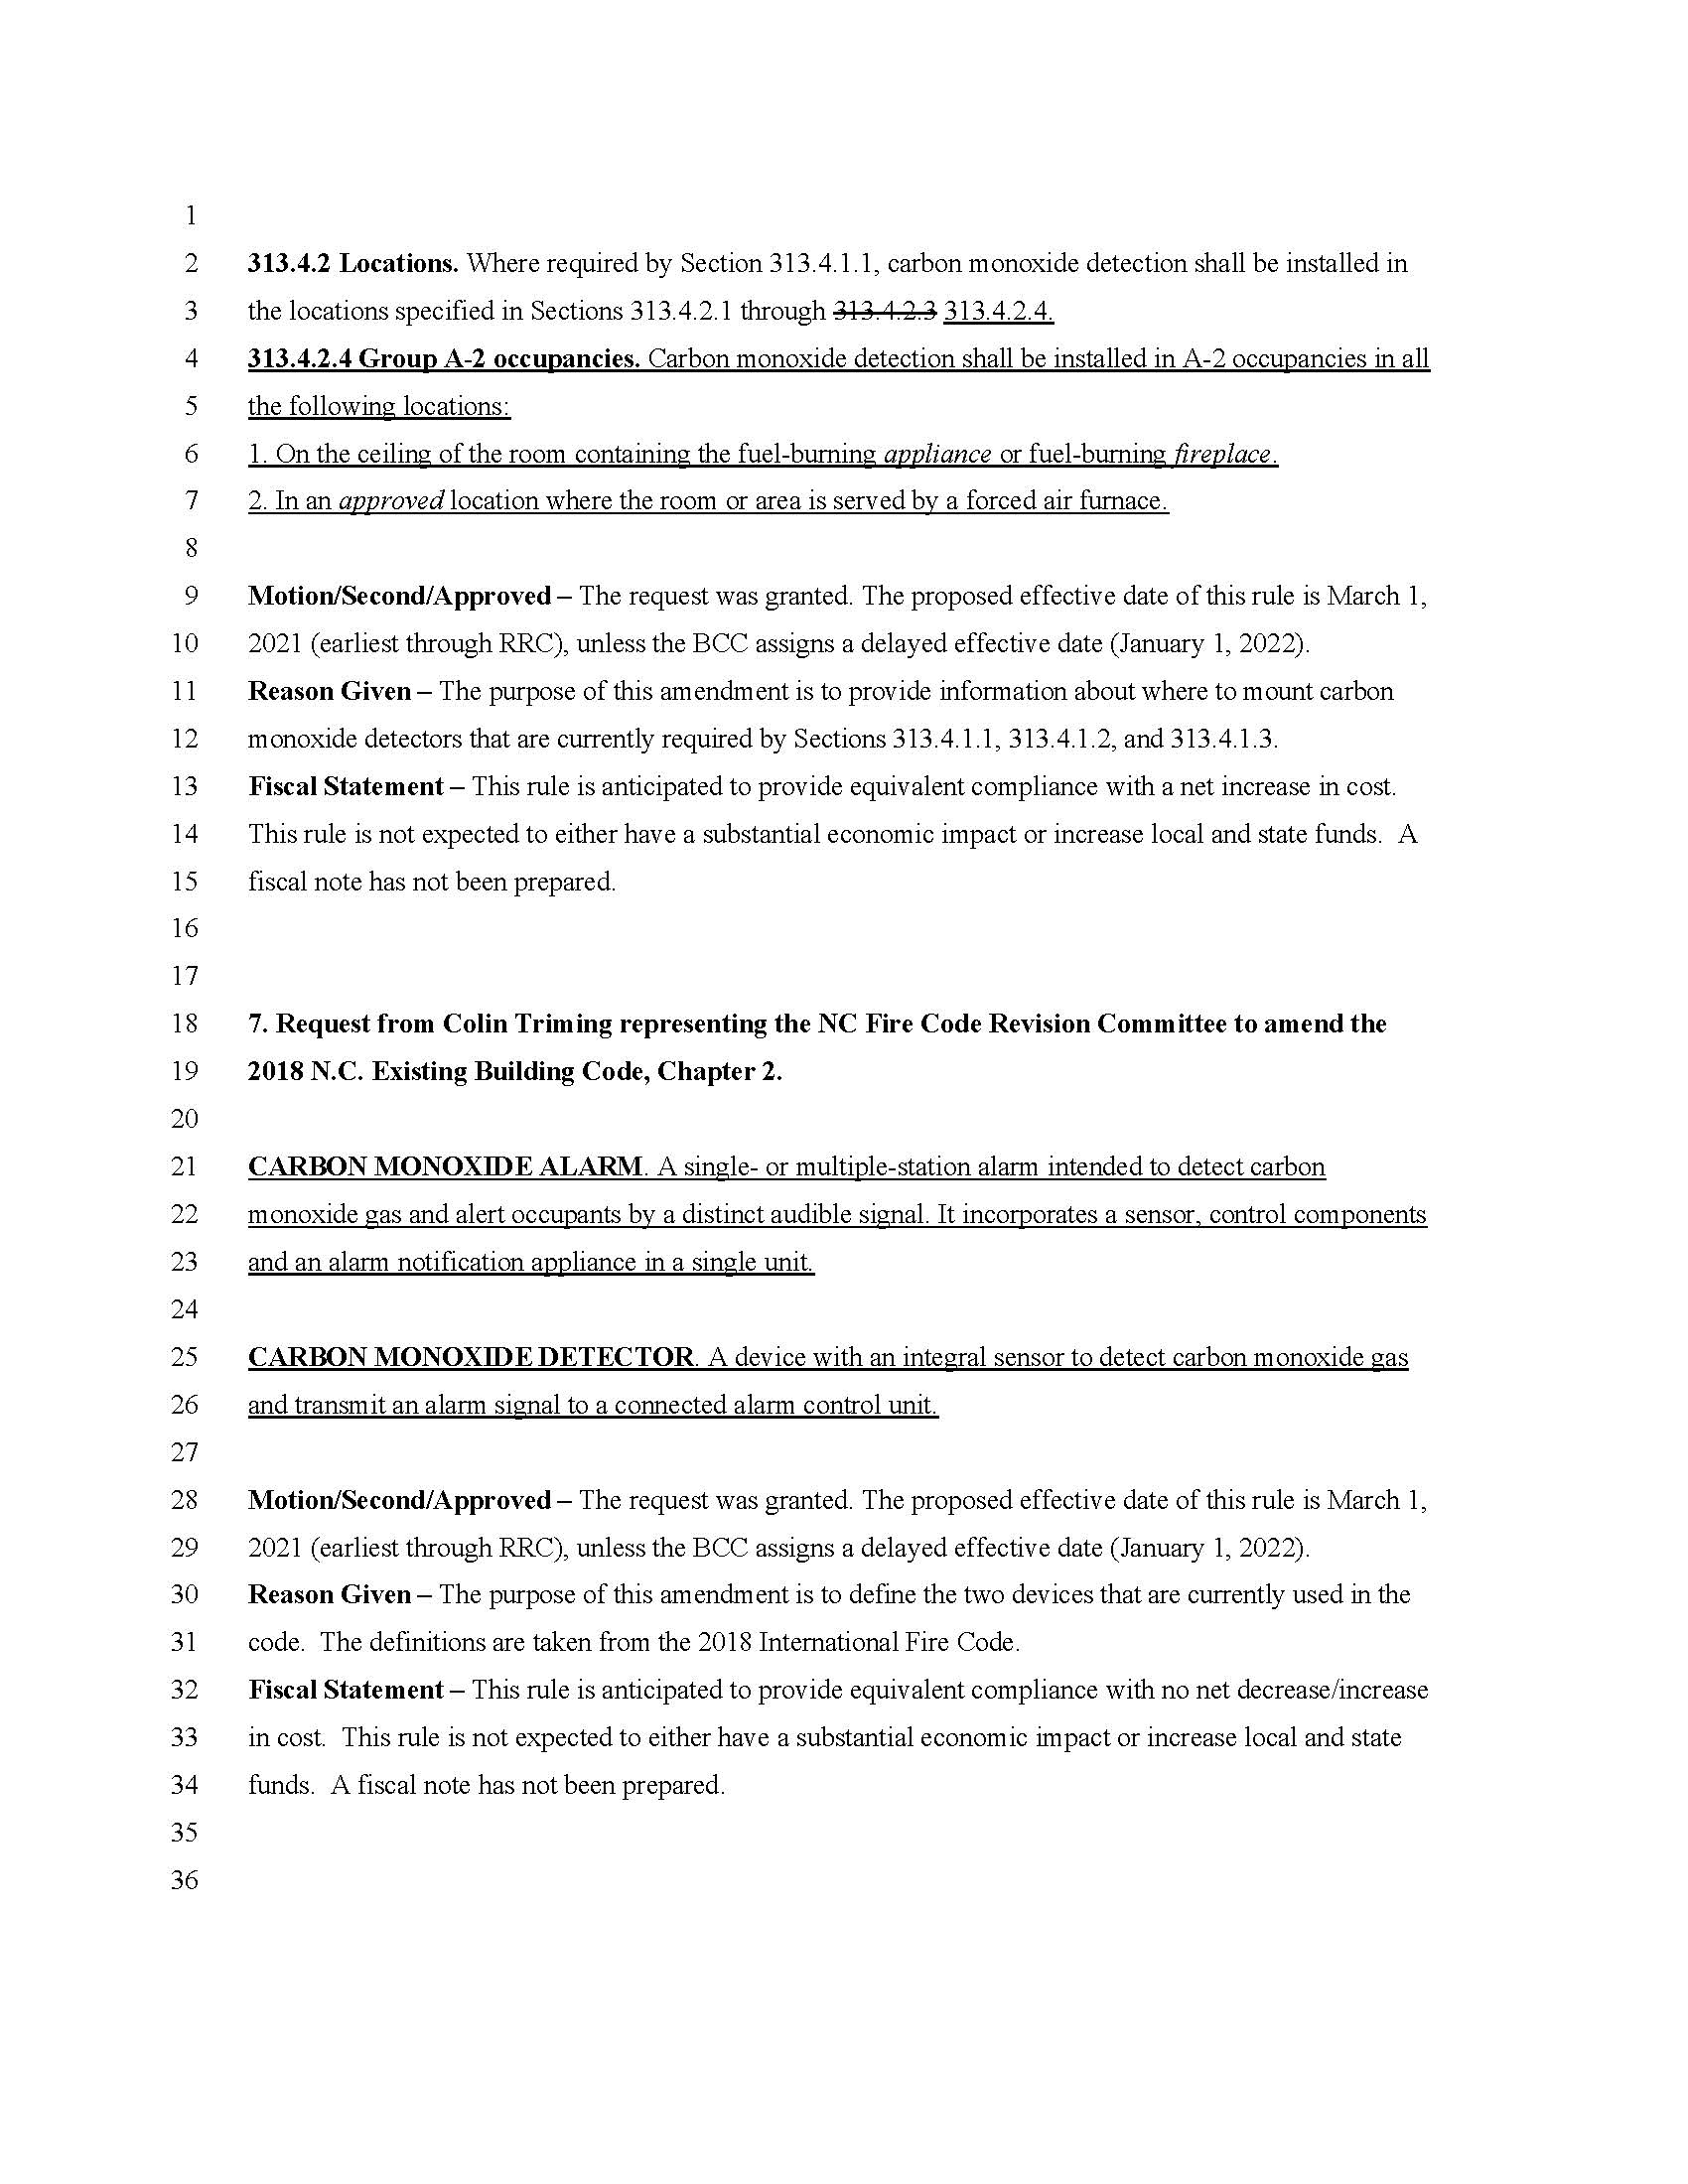 1
2 313.4.2 Locations. Where required by Section 313.4.1.1, carbon monoxide detection shall be installed in
3 the locations specified in Sections 313.4.2.1 through 313.4.2.3 313.4.2.4.
4 313.4.2.4 Group A-2 occupancies. Carbon monoxide detection shall be installed in A-2 occupancies in all
5 the following locations:
6 1. On the ceiling of the room containing the fuel-burning appliance or fuel-burning fireplace.
7 2. In an approved location where the room or area is served by a forced air furnace.
8
9 Motion/Second/Approved – The request was granted. The proposed effective date of this rule is March 1,
10 2021 (earliest through RRC), unless the BCC assigns a delayed effective date (January 1, 2022).
11 Reason Given – The purpose of this amendment is to provide information about where to mount carbon
12 monoxide detectors that are currently required by Sections 313.4.1.1, 313.4.1.2, and 313.4.1.3.
13 Fiscal Statement – This rule is anticipated to provide equivalent compliance with a net increase in cost.
14 This rule is not expected to either have a substantial economic impact or increase local and state funds.  A
15 fiscal note has not been prepared.
16
17
18 7. Request from Colin Triming representing the NC Fire Code Revision Committee to amend the
19 2018 N.C. Existing Building Code, Chapter 2.
20
21 CARBON MONOXIDE ALARM. A single- or multiple-station alarm intended to detect carbon
22 monoxide gas and alert occupants by a distinct audible signal. It incorporates a sensor, control components
23 and an alarm notification appliance in a single unit.
24
25 CARBON MONOXIDE DETECTOR. A device with an integral sensor to detect carbon monoxide gas
26 and transmit an alarm signal to a connected alarm control unit.
27
28 Motion/Second/Approved – The request was granted. The proposed effective date of this rule is March 1,
29 2021 (earliest through RRC), unless the BCC assigns a delayed effective date (January 1, 2022).
30 Reason Given – The purpose of this amendment is to define the two devices that are currently used in the
31 code.  The definitions are taken from the 2018 International Fire Code.
32 Fiscal Statement – This rule is anticipated to provide equivalent compliance with no net decrease/increase
33 in cost.  This rule is not expected to either have a substantial economic impact or increase local and state
34 funds.  A fiscal note has not been prepared.
35
36